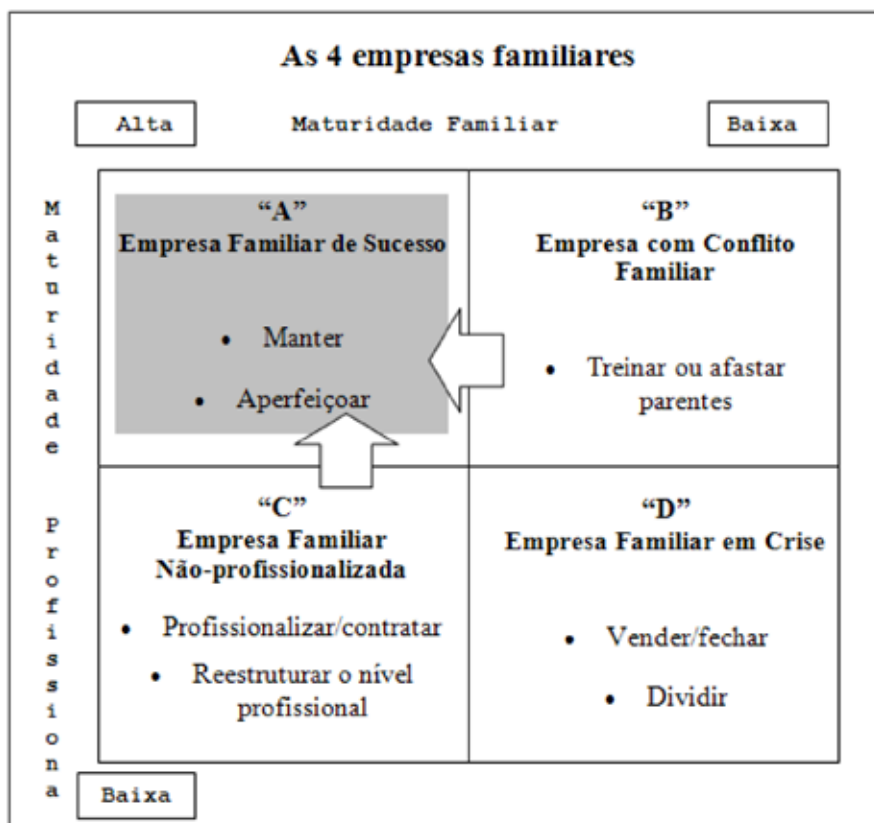 As 4 empresas familiares
Alta Maturidade Familiar Baixa
Maturidade Profissiona
“A”
Empresa Familiar de Sucesso
• Manter
• Aperfeiçoar
“B”
Empresa com Conflito
Familiar
• Treinar ou afastar
parentes
“C”
Empresa Familiar
Não-profissionalizada
• Profissionalizar/contratar
• Reestruturar o nível
profissional
“D”
Empresa Familiar em Crise
• Vender/fechar
• Dividir
Baixa